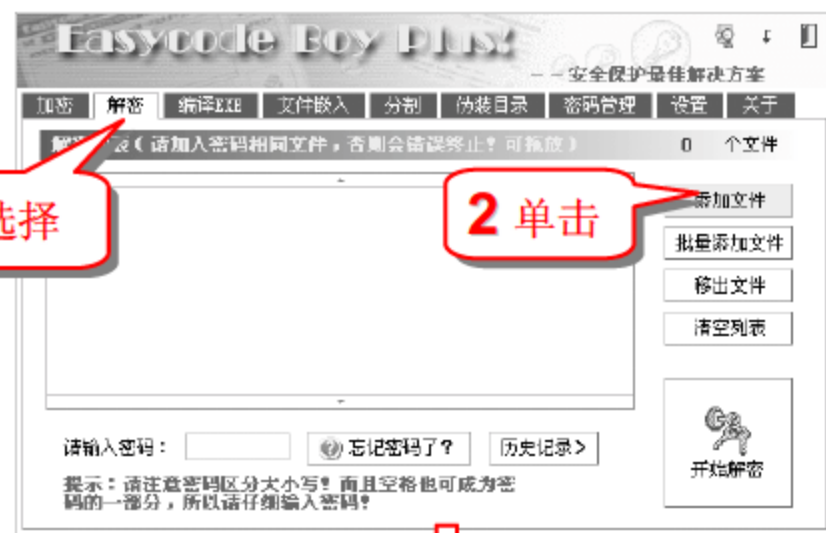 Easycode Boy Plus!
－－安全保护最佳解决方案
加密 解密 编译EXE 文件嵌入 分割 伪装目录 密码管理 设置 关于
(请加入密码相同文件，否则会错误终止！可拖放) 0 个文件
选择
2 单击
添加文件
批量添加文件
移出文件
清空列表
请输入密码： 忘记密码了？ 历史记录>
开始解密
提示：请注意密码区分大小写！而且空格也可成为密
码的一部分，所以请仔细输入密码！